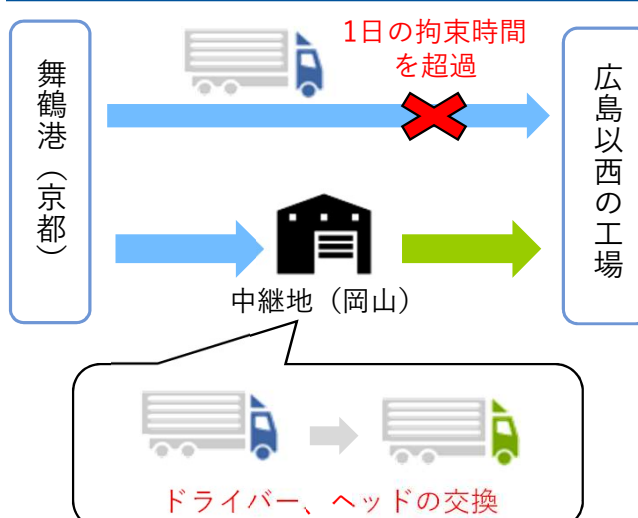 1日の拘束時間
を超過
舞鶴港（京都）
広島以西の工場
中継地（岡山）
ドライバー、ヘッドの交換